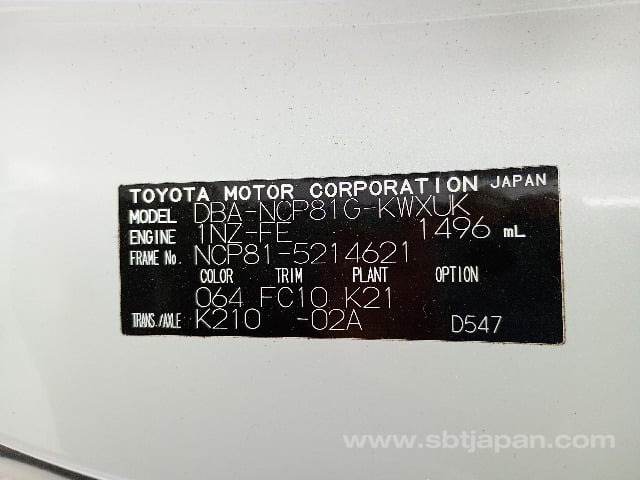 TOYOTA MOTOR CORPORATION JAPAN
MODEL DBA-NCP81G-KWXUK
ENGINE 1NZ-FE 1496 mL
FRAME No. NCP81-5214621
COLOR TRIM PLANT OPTION
064 FC10 K21
TRANS./AXLE K210 -02A D547
www.sbtjapan.com